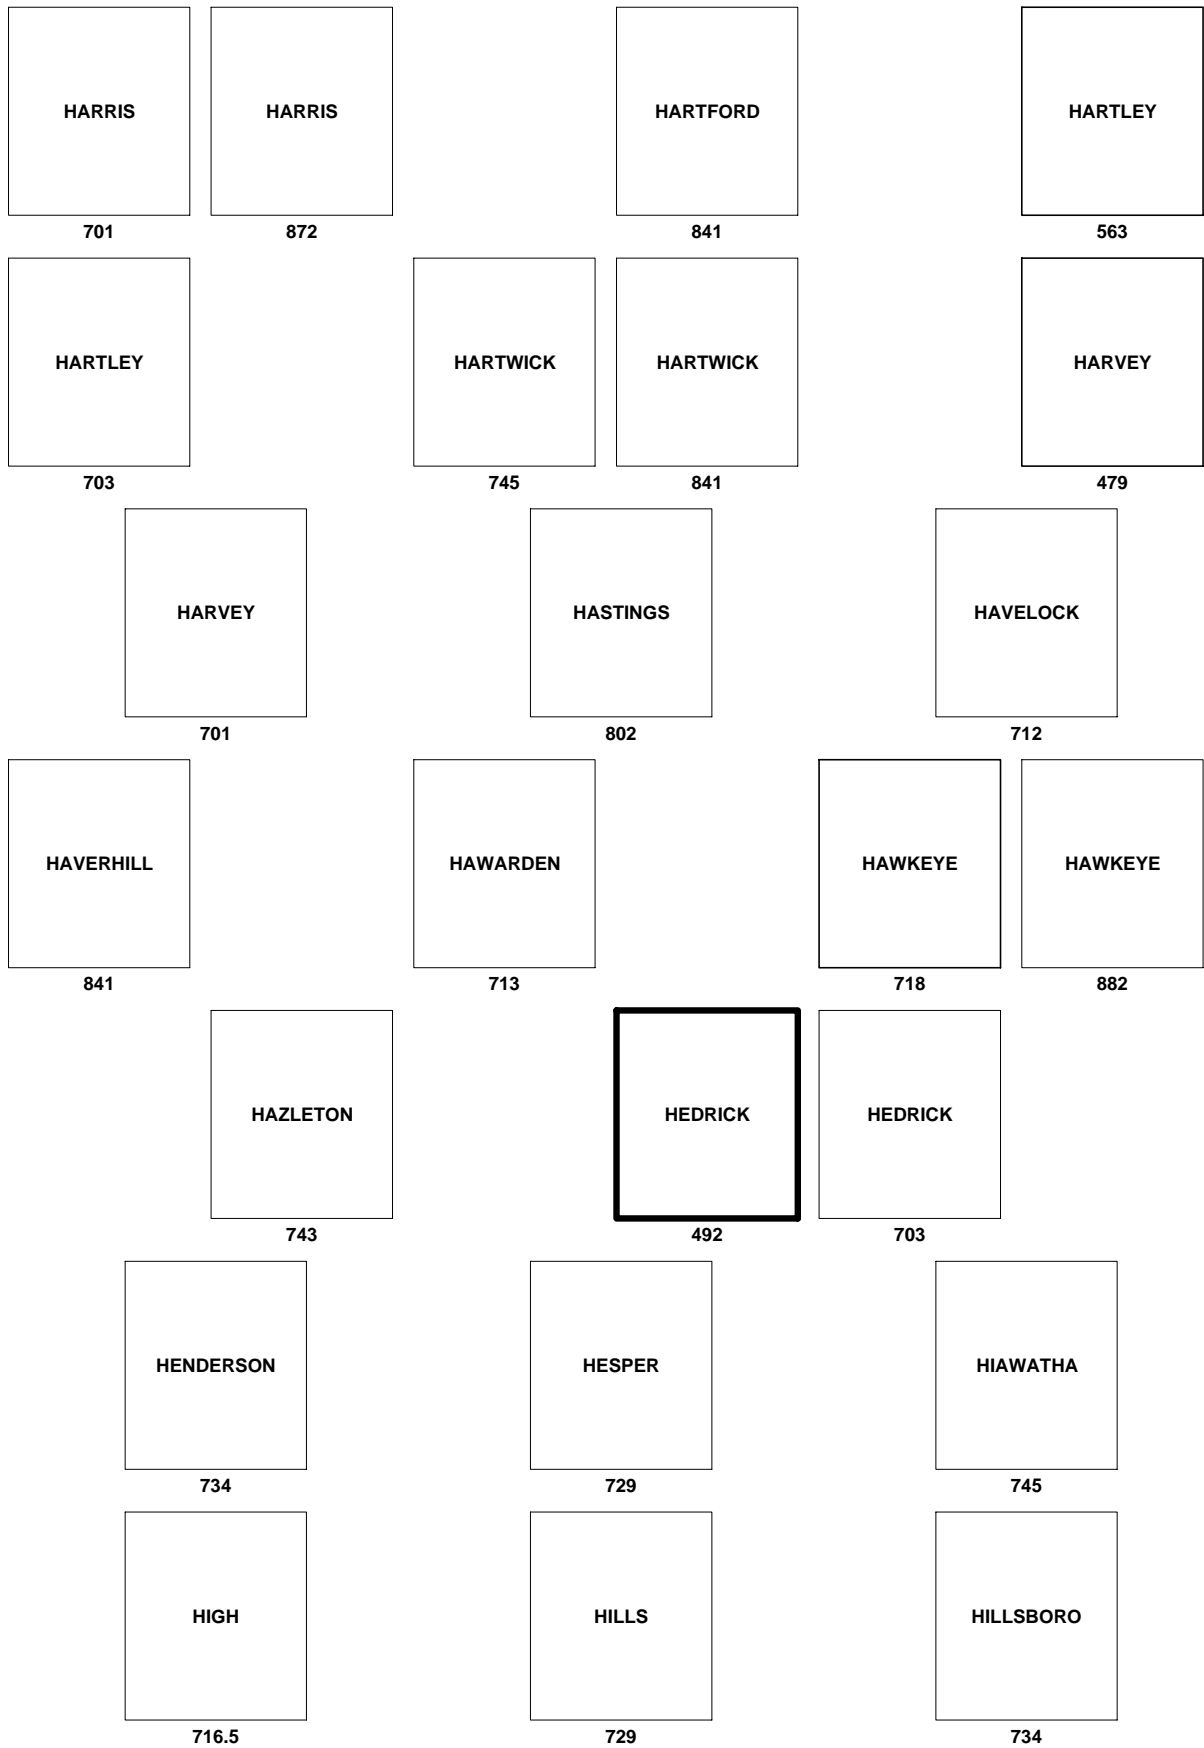 HARRIS HARRIS HARTFORD HARTLEY
701 872 841 563
HARTLEY HARTWICK HARTWICK HARVEY
703 745 841 479
HARVEY HASTINGS HAVELOCK
701 802 712
HAVERHILL HAWARDEN HAWKEYE HAWKEYE
841 713 718 882
HAZLETON HEDRICK HEDRICK
743 492 703
HENDERSON HESPER HIAWATHA
734 729 745
HIGH HILLS HILLSBORO
716.5 729 734